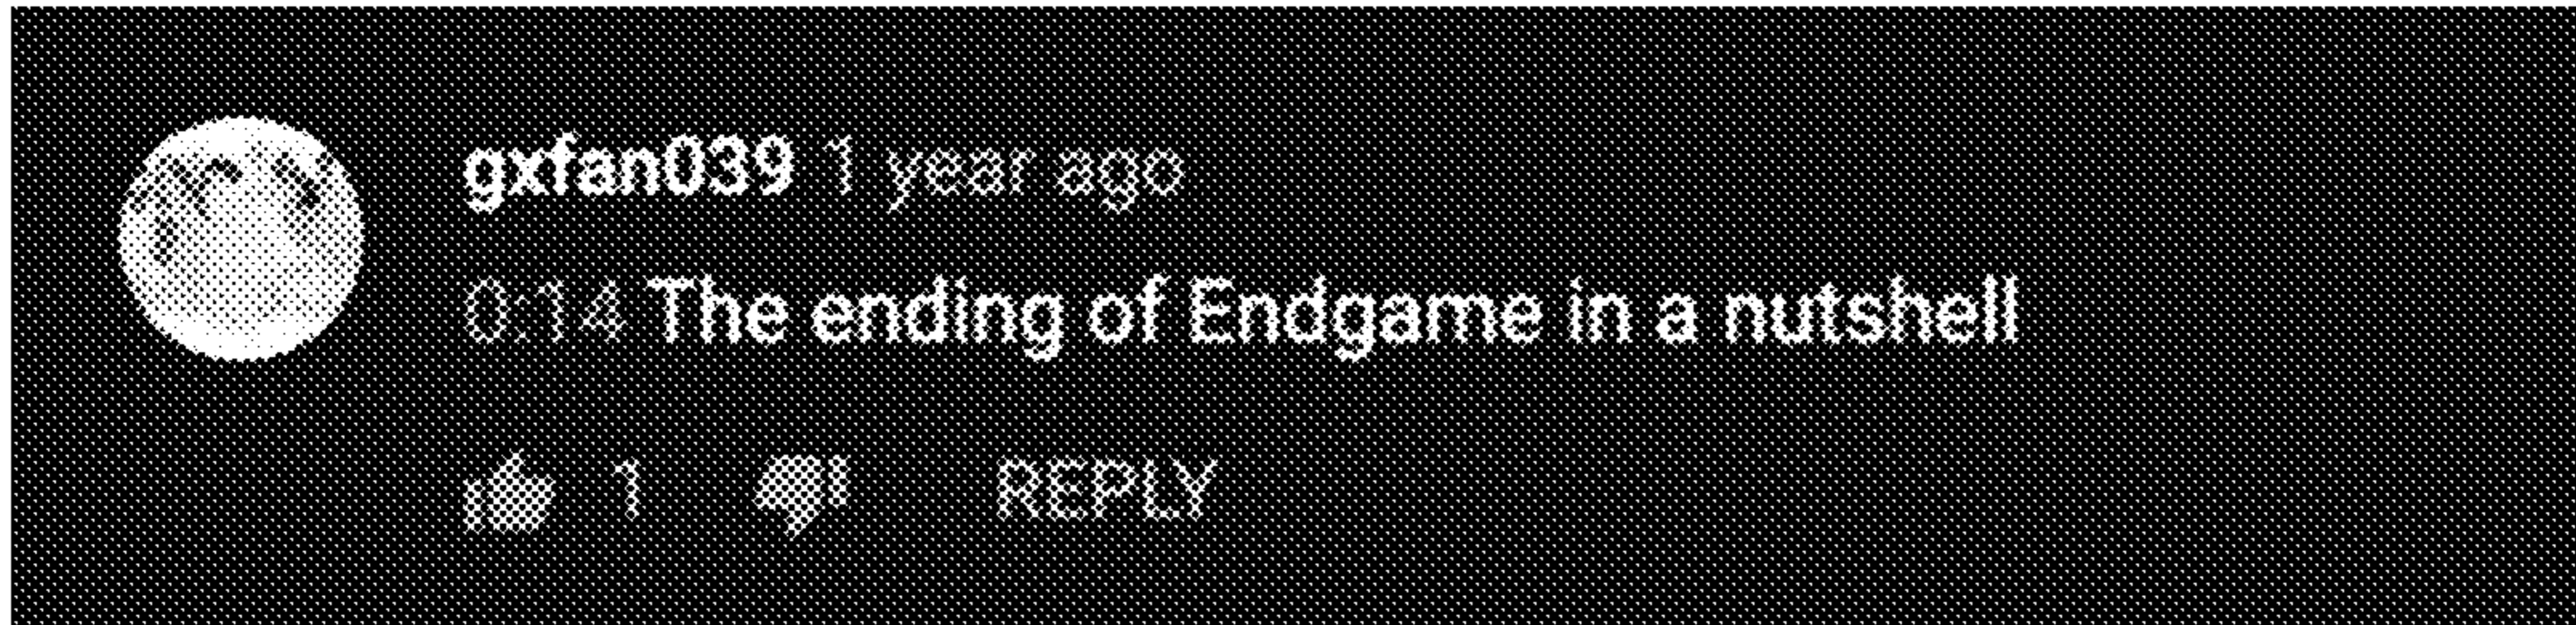 gxfan039 1 year ago
0:14 The ending of Endgame in a nutshell
1 REPLY